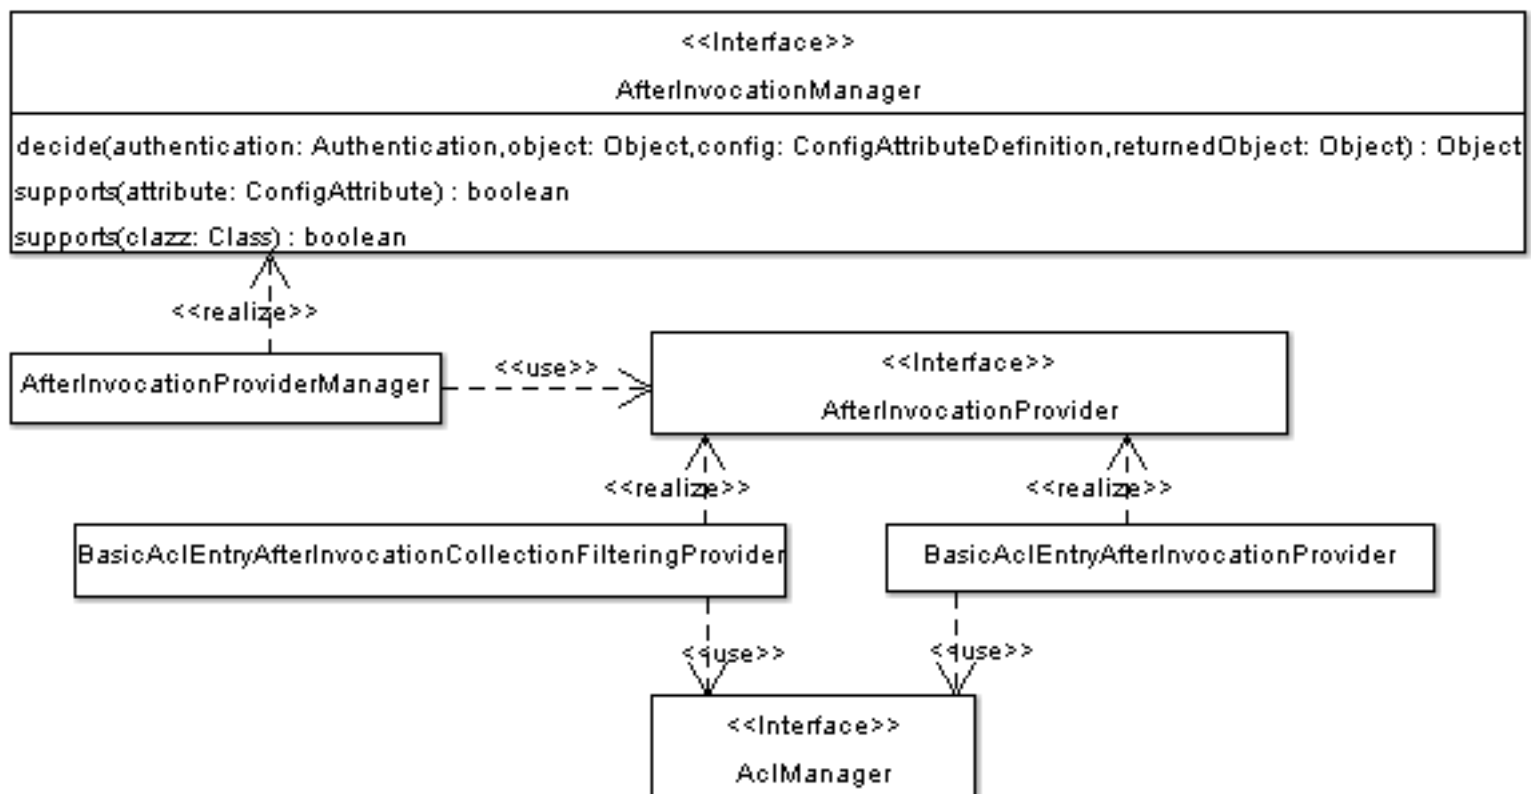 <<Interface>>
AfterInvocationManager
decide(authentication: Authentication,object: Object,config: ConfigAttributeDefinition,returnedObject: Object) : Object
supports(attribute: ConfigAttribute) : boolean
supports(clazz: Class) : boolean
<<realize>>
AfterInvocationProviderManager
<<use>>
<<Interface>>
AfterInvocationProvider
<<realize>>
<<realize>>
BasicAclEntryAfterInvocationCollectionFilteringProvider
BasicAclEntryAfterInvocationProvider
<<use>>
<<use>>
<<Interface>>
AclManager